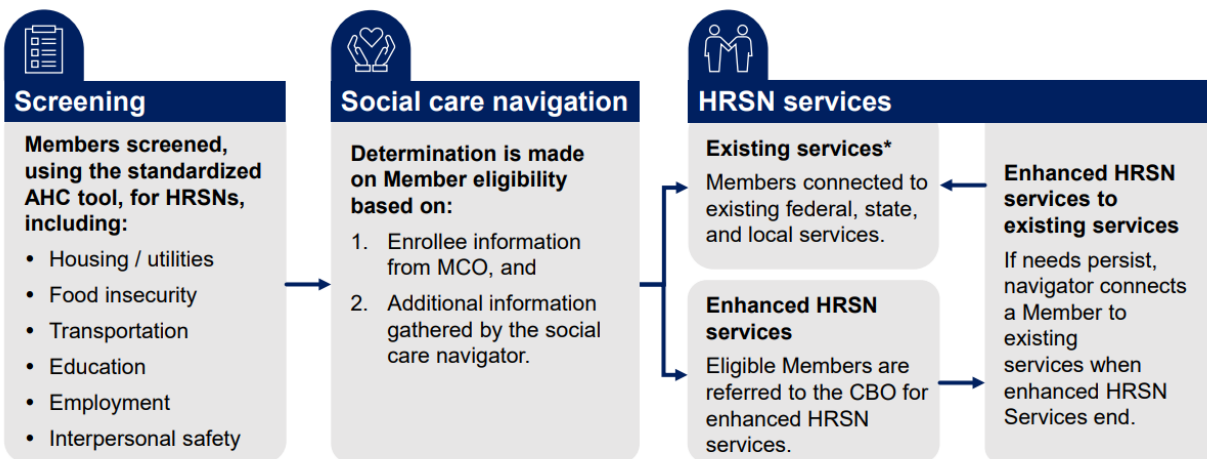 Screening
Members screened,
using the standardized
AHC tool, for HRSNs,
including:
• Housing / utilities
• Food insecurity
• Transportation
• Education
• Employment
• Interpersonal safety
Social care navigation
Determination is made
on Member eligibility
based on:
1. Enrollee information
from MCO, and
2. Additional information
gathered by the social
care navigator.
HRSN services
Existing services*
Members connected to
existing federal, state,
and local services.
Enhanced HRSN
services
Eligible Members are
referred to the CBO for
enhanced HRSN
services.
Enhanced HRSN
services to
existing services
If needs persist,
navigator connects
a Member to
existing
services when
enhanced HRSN
Services end.